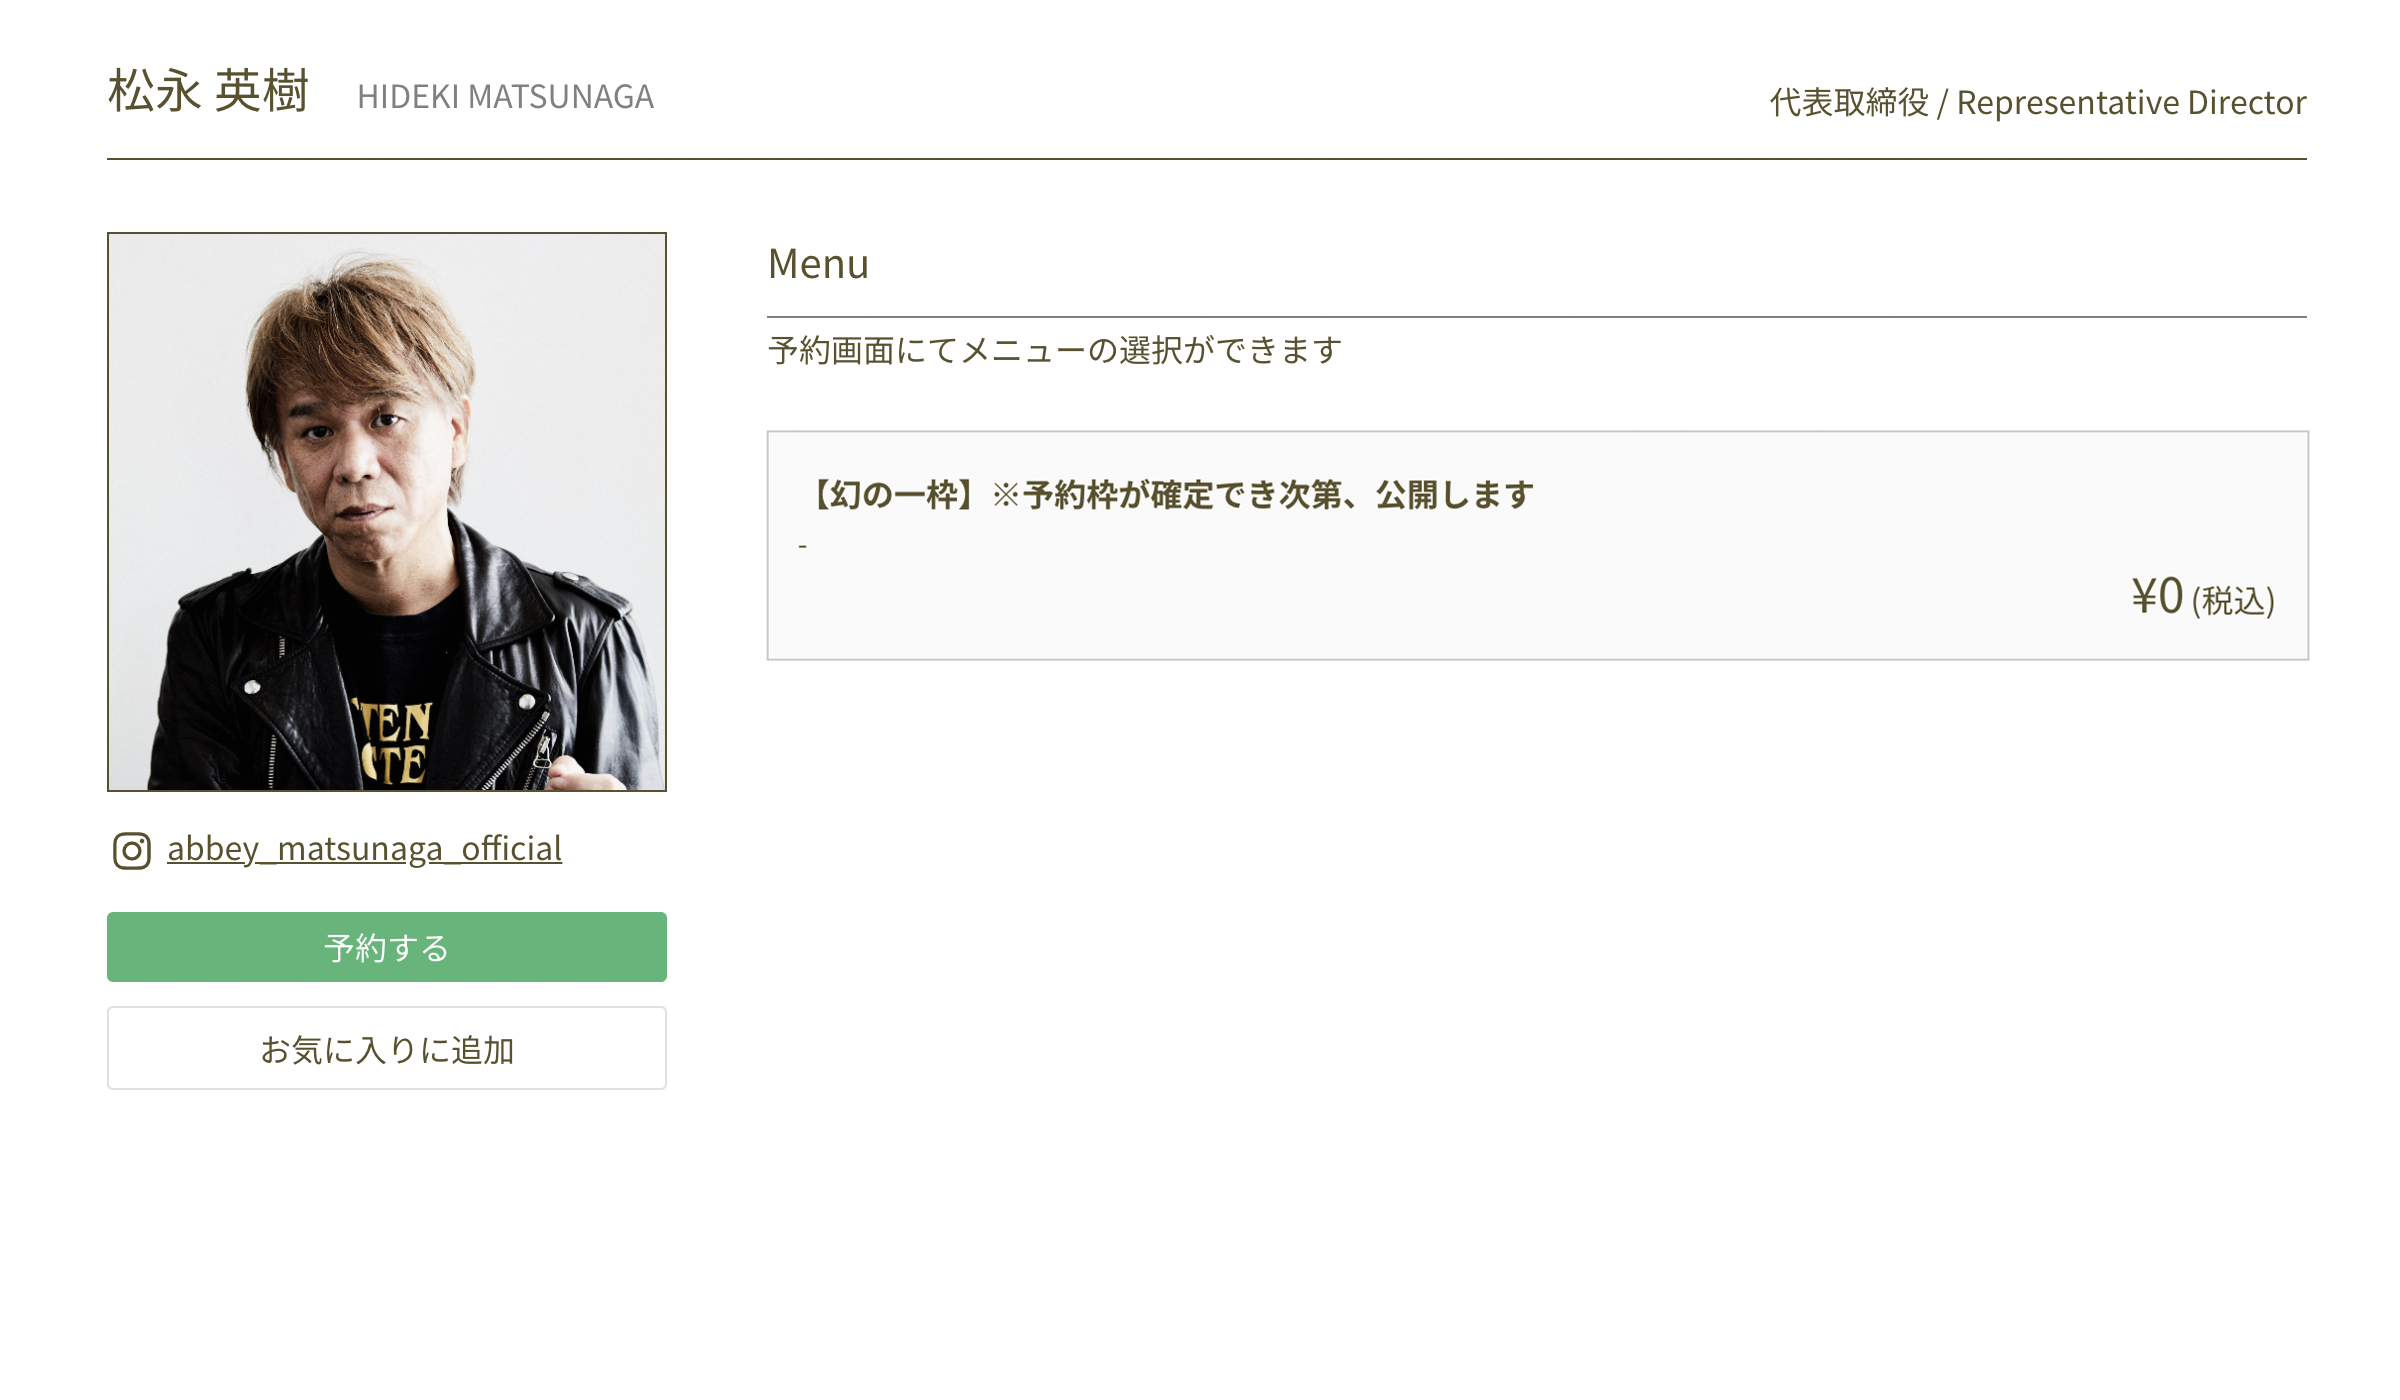 松永 英樹 HIDEKI MATSUNAGA
代表取締役 / Representative Director
Menu
予約画面にてメニューの選択ができます
【幻の一枠】※予約枠が確定でき次第、公開します
-
¥0 (税込)
TEN
CTE
abbey_matsunaga_official
予約する
お気に入りに追加